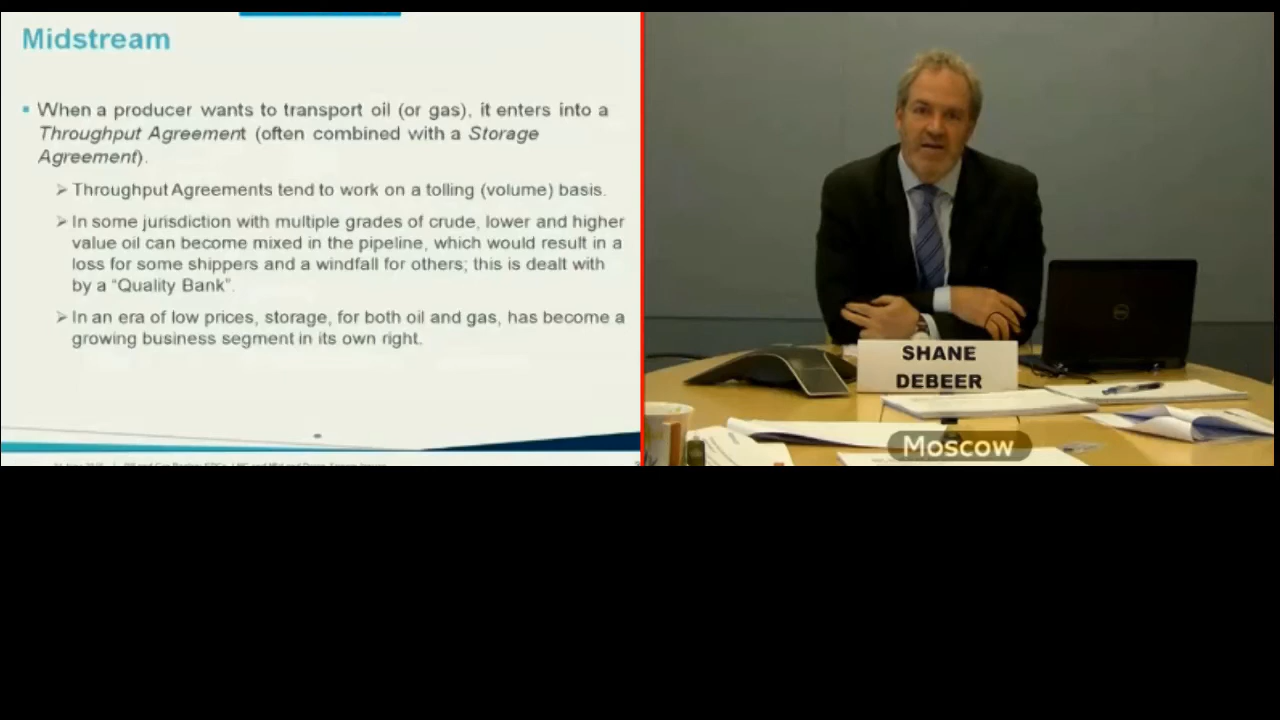 Midstream
When a producer wants to transport oil (or gas), it enters into a
Throughput Agreement (often combined with a Storage
Agreement).
Throughput Agreements tend to work on a tolling (volume) basis.
In some jurisdiction with multiple grades of crude, lower and higher
value oil can become mixed in the pipeline, which would result in a
loss for some shippers and a windfall for others; this is dealt with
by a “Quality Bank”.
In an era of low prices, storage, for both oil and gas, has become a
growing business segment in its own right.
SHANE
DEBEER
DELL
Moscow